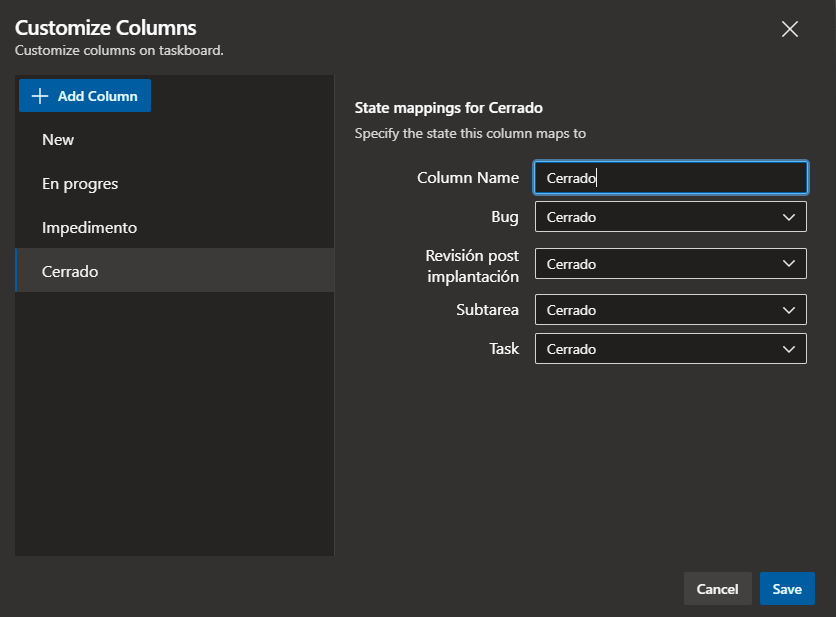 Customize Columns
Customize columns on taskboard.
Add Column
New
En progres
Impedimento
Cerrado
State mappings for Cerrado
Specify the state this column maps to
Column Name Cerrado
Bug Cerrado
Revisión post
implantación Cerrado
Subtarea Cerrado
Task Cerrado
Cancel Save